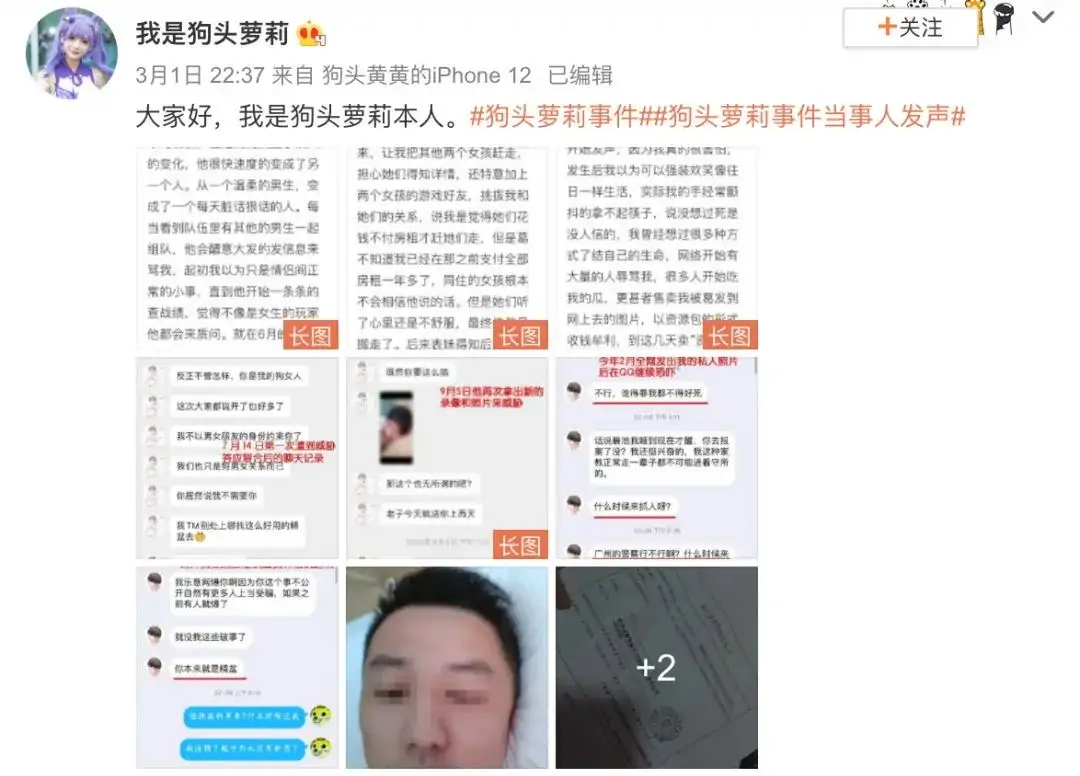 我是狗头萝莉
+关注
3月1日 22:37 来自 狗头黄黄的iPhone 12 已编辑
大家好，我是狗头萝莉本人。#狗头萝莉事件##狗头萝莉事件当事人发声#
的变化，他很快速度的变成了另
一个人。从一个温柔的男生，变
成了一个每天脏话狠话的人。每
当看到队伍里有其他的男生一起
组队、他会醋意大发的发信息来
骂我，起初我以为只是情侣间正
常的小事、直到他开始一条条的
查战绩、觉得不像是女生的玩家
他都会来质问。就在6月
长图
来、让我把其他两个女孩赶走，
担心她们得知详情，还特意加上
两个女孩的游戏好友，挑拨我和
她们的关系，说我是觉得她们花
钱不付房租才赶她们走，但是葛
不知道我已经在那之前支付全部
房租一年多了，同住的女孩根本
不会相信他说的话。但是她们听
了心里还是不舒服，最终
搬走了。后来表妹得知后
长图
开始发声，因为我真的很害怕，
发生后我以为可以强装欢笑像往
日一样生活，实际我的手经常颤
抖的拿不起筷子，说没想过死是
没人信的，我曾经想过很多种方
式了结自己的生命，网络开始有
大量的人辱骂我，很多人开始吃
我的瓜，更甚者售卖我被葛发到
网上去的图片，以资源包的形式
收钱牟利，到这几天卖
长图
反正不管怎样，你是我的狗女人
这次大家都说开了也好多了
我不以男女朋友的身份约束你了
7月14日第一次遭到威胁
答应复合后的聊天记录
我们也只是狗男女关系而已
你居然说我不需要你
我TM别处上哪找这么好用的精
盆去
既然你要这么搞
9月5日他再次拿出新的
录像和照片来威胁
那这个也无所谓的吧？
老子今天就送你上西天
长图
今年2月全网发出我的私人照片
后在QQ继续恐吓
不行，谁得罪我都不得好死
话说碧池我睡到现在才醒，你去报
案了没？我还挺兴奋的，我这种家
教正常走一辈子都不可能进看守所
的。
什么时候来抓人呀？
广州的警察行不行啊？什么时候来
我乐意网爆你啊因为你这个事不公
开自然有更多人上当受骗，如果之
前有人就爆了
就没我这些破事了
你本来就是精盆
+2